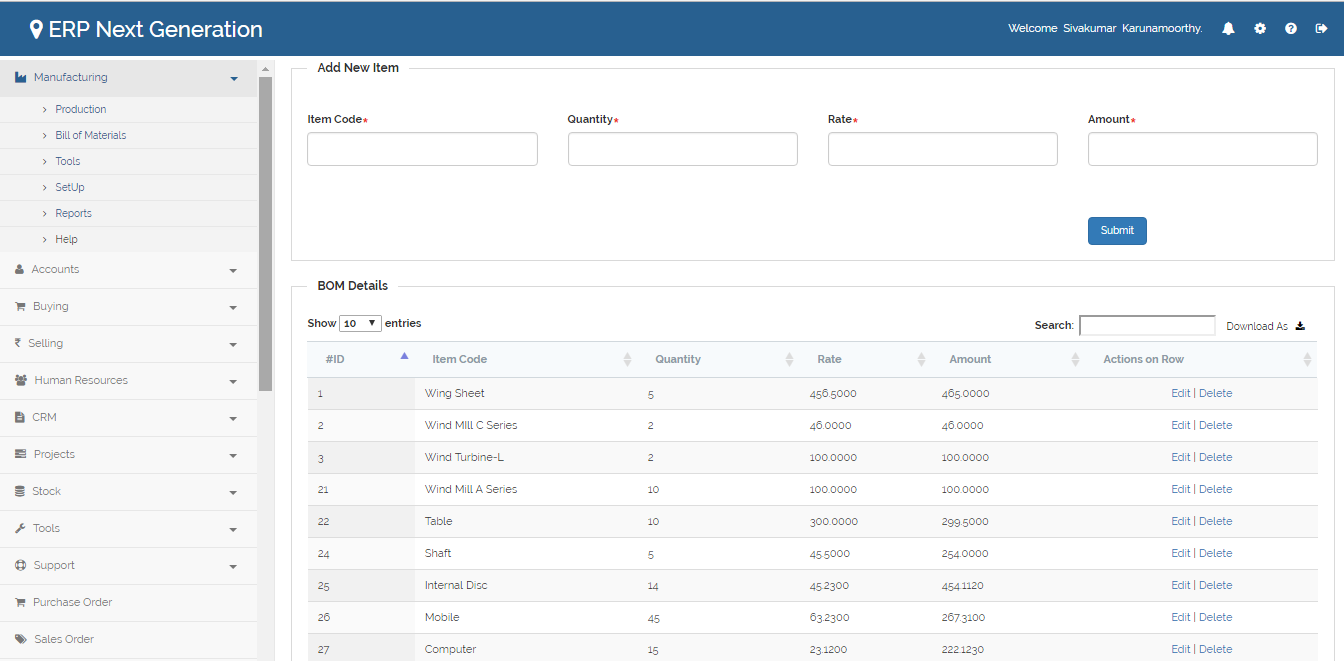 ERP Next Generation
Welcome Sivakumar Karunamoorthy.
Manufacturing
Production
Bill of Materials
Tools
SetUp
Reports
Help
Accounts
Buying
Selling
Human Resources
CRM
Projects
Stock
Tools
Support
Purchase Order
Sales Order
Add New Item
Item Code* Quantity* Rate* Amount*
Submit
BOM Details
Show 10 entries
Search: Download As
#ID Item Code Quantity Rate Amount Actions on Row
1 Wing Sheet 5 456.5000 465.0000 Edit | Delete
2 Wind MIll C Series 2 46.0000 46.0000 Edit | Delete
3 Wind Turbine-L 2 100.0000 100.0000 Edit | Delete
21 Wind Mill A Series 10 100.0000 100.0000 Edit | Delete
22 Table 10 300.0000 299.5000 Edit | Delete
24 Shaft 5 45.5000 254.0000 Edit | Delete
25 Internal Disc 14 45.2300 454.1120 Edit | Delete
26 Mobile 45 63.2300 267.3100 Edit | Delete
27 Computer 15 23.1200 222.1230 Edit | Delete